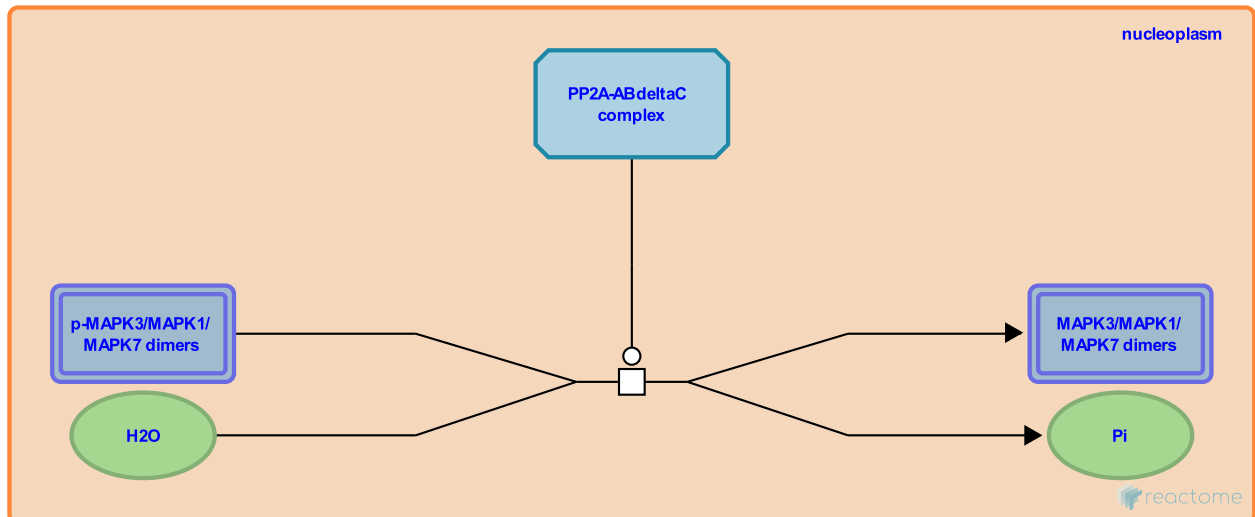 nucleoplasm
PP2A-ABdeltaC
complex
p-MAPK3/MAPK1/
MAPK7 dimers
MAPK3/MAPK1/
MAPK7 dimers
H2O
Pi
reactome